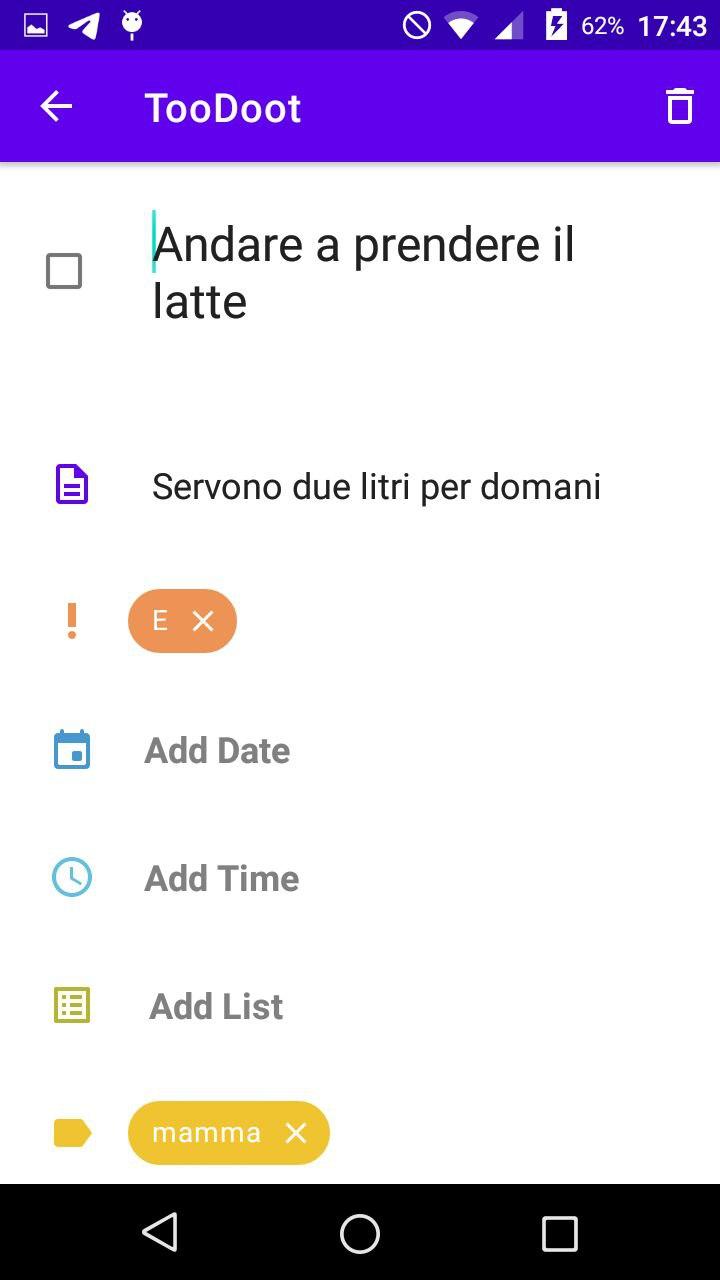 62% 17:43
TooDoot
Andare a prendere il
latte
Servono due litri per domani
E
Add Date
Add Time
Add List
mamma